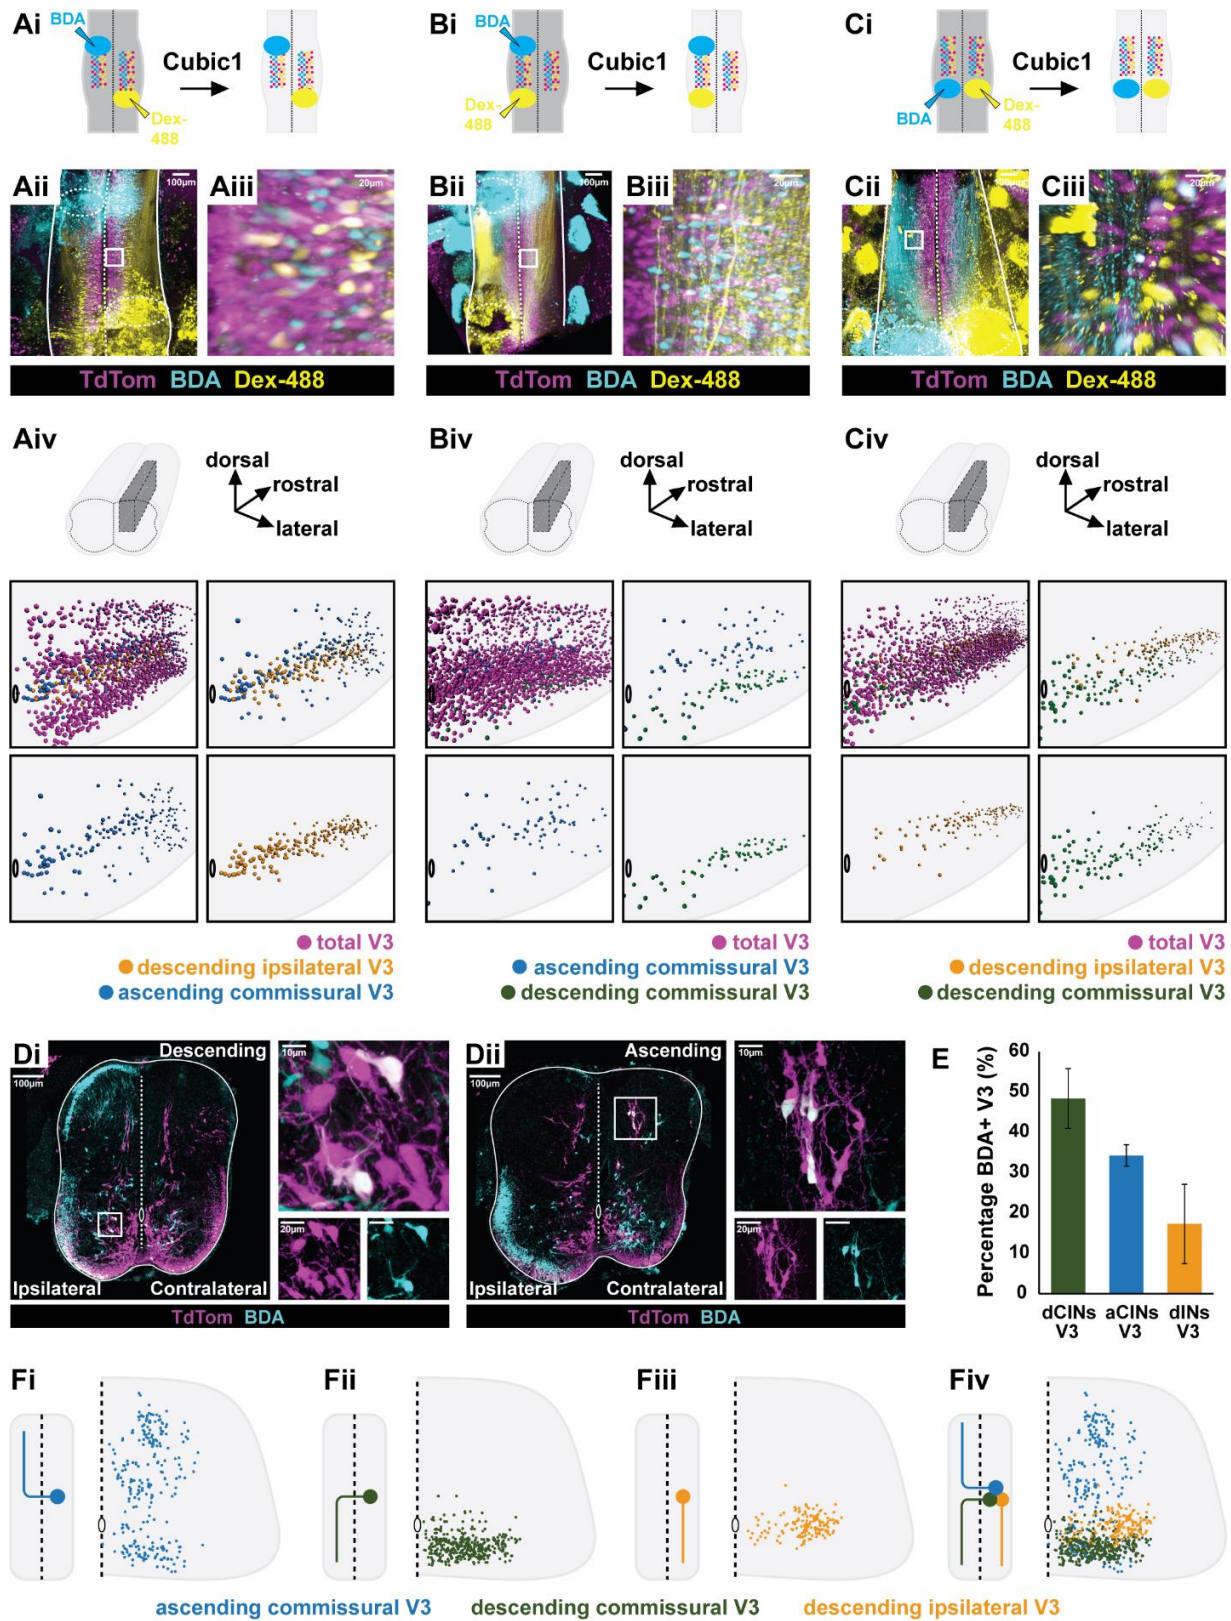 Ai
BDA
Cubic1
Dex-
488
Bi
BDA
Cubic1
Dex-
488
Ci
Cubic1
BDA
Dex-
488
Aii
100µm
Aiii
20µm
Bii
100µm
Biii
20µm
Cii
Ciii
20µm
TdTom BDA Dex-488
TdTom BDA Dex-488
TdTom BDA Dex-488
Aiv
dorsal
rostral
lateral
Biv
dorsal
rostral
lateral
Civ
dorsal
rostral
lateral
total V3
descending ipsilateral V3
ascending commissural V3
total V3
ascending commissural V3
descending commissural V3
total V3
descending ipsilateral V3
descending commissural V3
Di
Descending
100µm
Ipsilateral
Contralateral
10µm
20µm
TdTom BDA
Dii
Ascending
100µm
Ipsilateral
Contralateral
10µm
20µm
TdTom BDA
E
Percentage BDA+ V3 (%)
60
50
40
30
20
10
0
dCINs
V3
aCINs
V3
dINs
V3
Fi
Fii
Fiii
Fiv
ascending commissural V3
descending commissural V3
descending ipsilateral V3